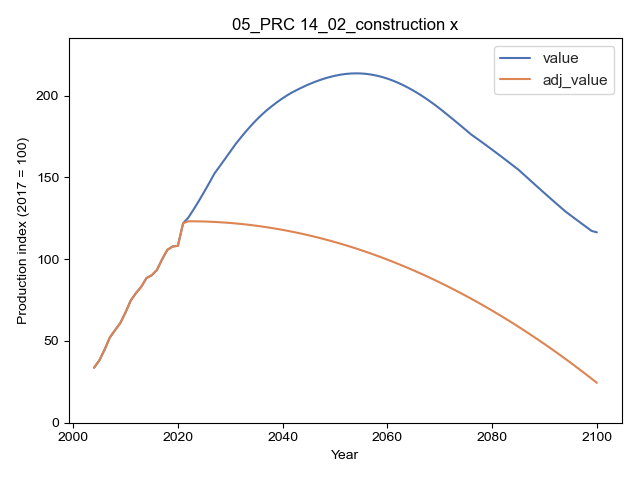 05_PRC 14_02_construction x
value
adj_value
Production index (2017 = 100)
200
150
100
50
0
2000
2020
2040
2060
2080
2100
Year